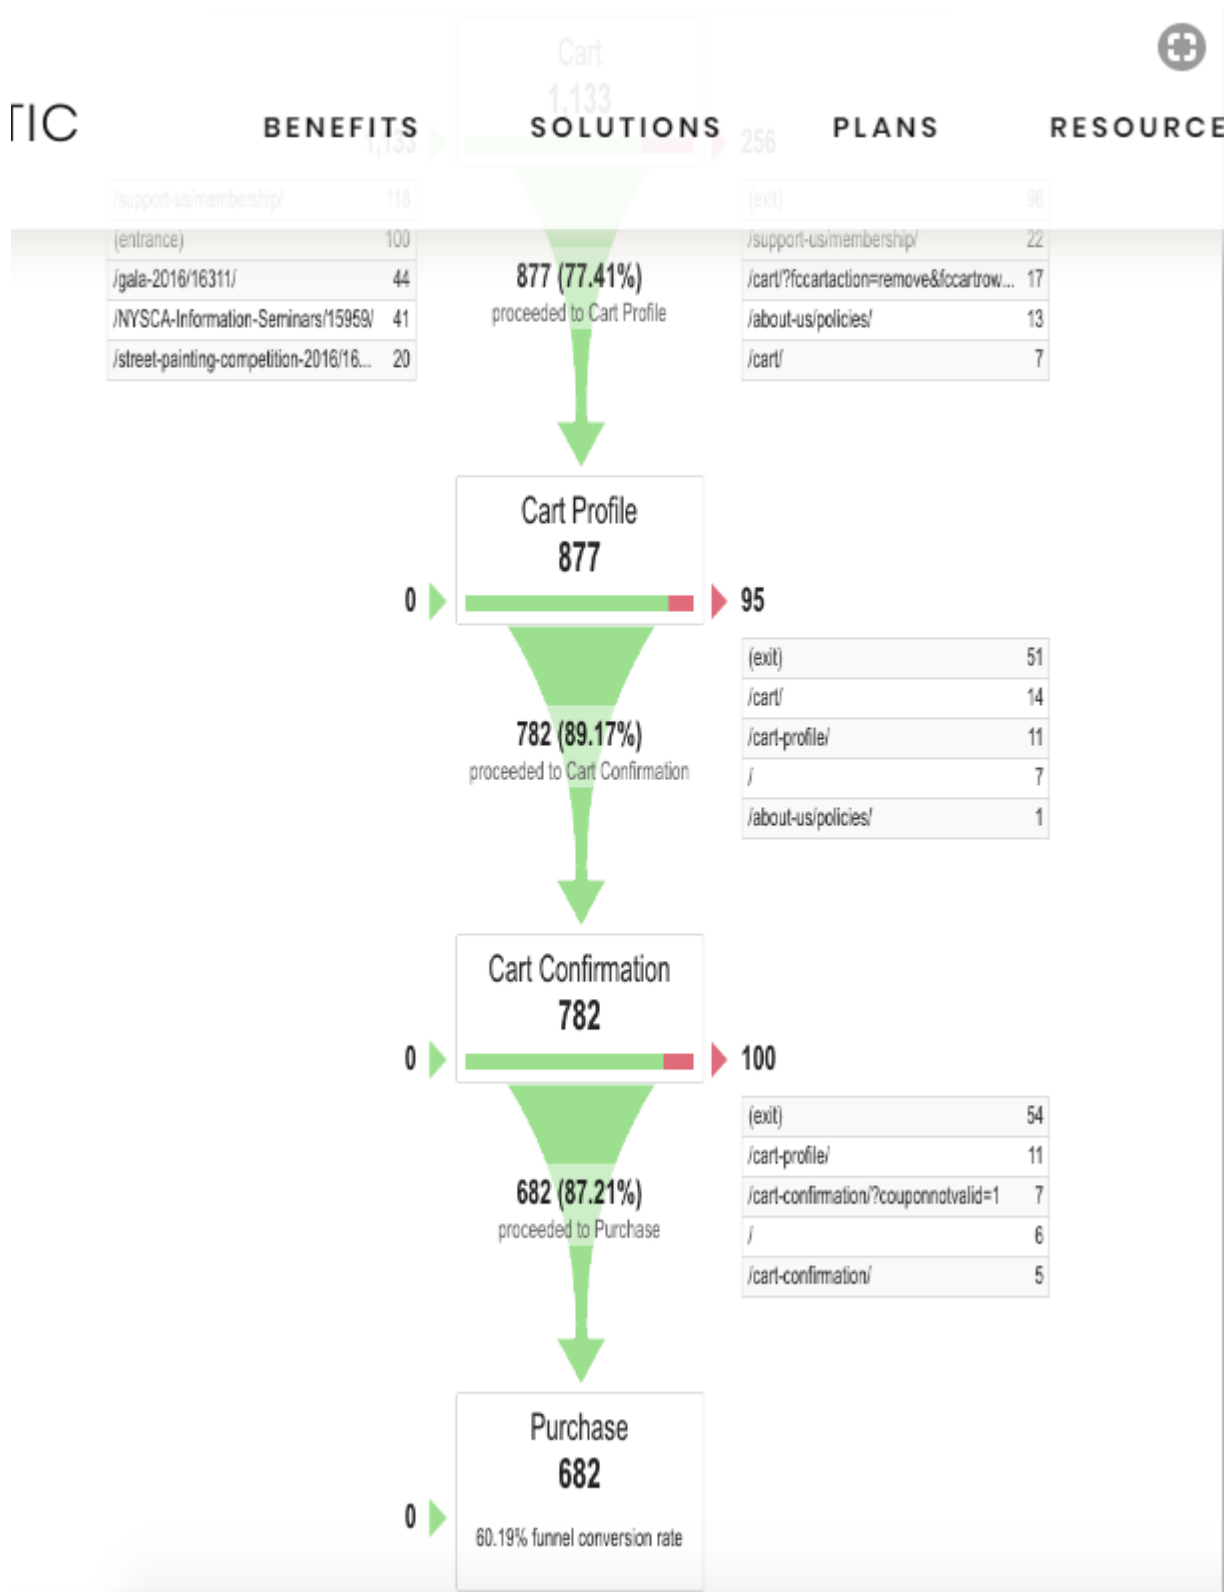 Cart
1,133
TIC BENEFITS SOLUTIONS PLANS RESOURCE
1,133 256
/support-us/membership/ 118
(entrance) 100
/gala-2016/16311/ 44
/NYSCA-Information-Seminars/15959/ 41
/street-painting-competition-2016/16... 20
(exit) 96
/support-us/membership/ 22
/cart/?fccartaction=remove&fccartrow... 17
/about-us/policies/ 13
/cart/ 7
877 (77.41%)
proceeded to Cart Profile
Cart Profile
877
0 95
(exit) 51
/cart/ 14
/cart-profile/ 11
/ 7
/about-us/policies/ 1
782 (89.17%)
proceeded to Cart Confirmation
Cart Confirmation
782
0 100
(exit) 54
/cart-profile/ 11
/cart-confirmation/?couponnotvalid=1 7
/ 6
/cart-confirmation/ 5
682 (87.21%)
proceeded to Purchase
Purchase
682
0
60.19% funnel conversion rate